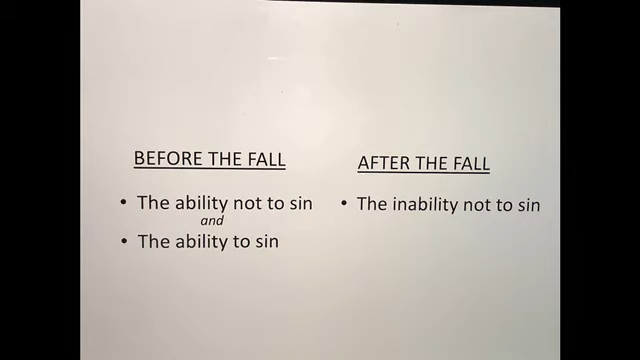 BEFORE THE FALL
• The ability not to sin
and
• The ability to sin
AFTER THE FALL
• The inability not to sin